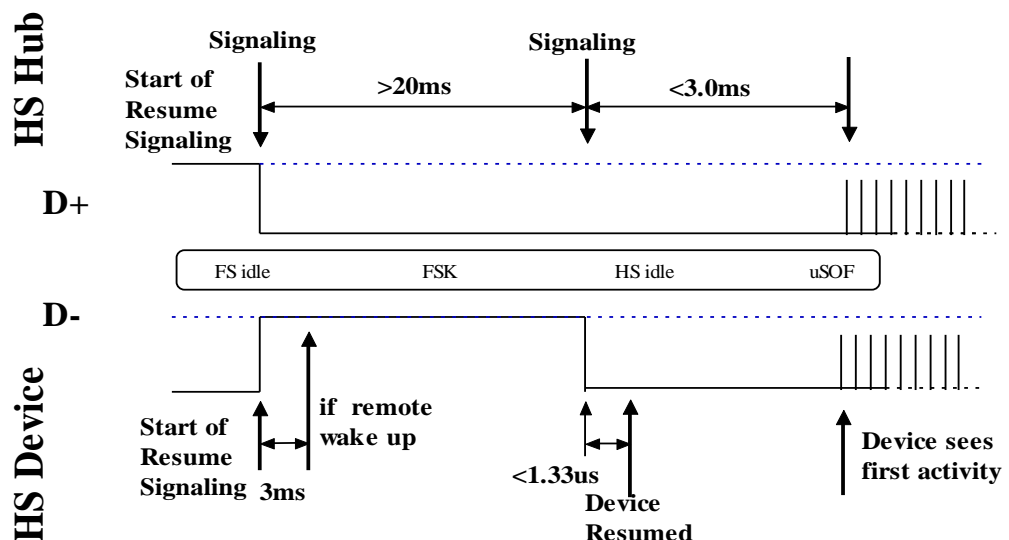 HS Hub
Signaling
Signaling
Start of
Resume
Signaling
>20ms
<3.0ms
D+
FS idle
FSK
HS idle
uSOF
D-
HS Device
Start of
Resume
Signaling
3ms
if remote
wake up
<1.33us
Device
Resumed
Device sees
first activity